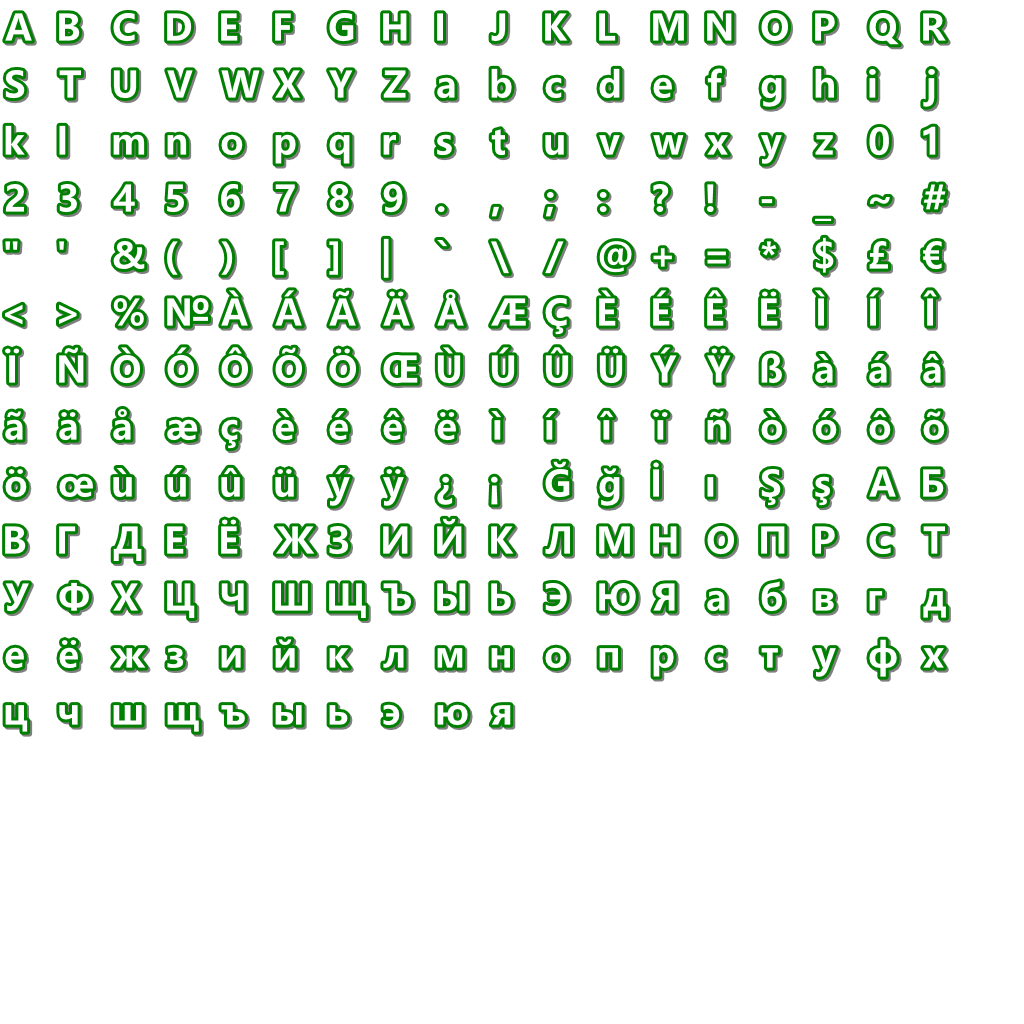 A B C D E F G H I J K L M N O P Q R
S T U V W X Y Z a b c d e f g h i j
k l m n o p q r s t u v w x y z 0 1
2 3 4 5 6 7 8 9 . , ; : ? ! - _ ~ #
" ' & ( ) [ ] | ` \ / @ + = * $ £ €
< > % № À Á Ã Ä Å Æ Ç È É Ê Ë Ì Í Î
Ï Ñ Ò Ó Ô Õ Ö Œ Ù Ú Û Ü Ý Ÿ ß à á â
ã ä å æ ç è é ê ë ì í î ï ñ ò ó ô õ
ö œ ù ú û ü ý ÿ ¿ ¡ Ğ ğ İ ı Ş ş А Б
В Г Д Е Ё Ж З И Й К Л М Н О П Р С Т
У Ф Х Ц Ч Ш Щ Ъ Ы Ь Э Ю Я а б в г д
е ё ж з и й к л м н о п р с т у ф х
ц ч ш щ ъ ы ь э ю я